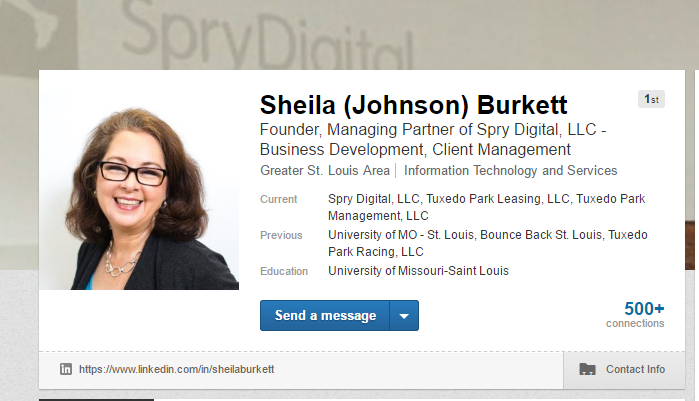 SpryDigital
Sheila (Johnson) Burkett
1st
Founder, Managing Partner of Spry Digital, LLC -
Business Development, Client Management
Greater St. Louis Area | Information Technology and Services
Current Spry Digital, LLC, Tuxedo Park Leasing, LLC, Tuxedo Park
Management, LLC
Previous University of MO - St. Louis, Bounce Back St. Louis, Tuxedo
Park Racing, LLC
Education University of Missouri-Saint Louis
Send a message
500+
connections
in https://www.linkedin.com/in/sheilaburkett
Contact Info